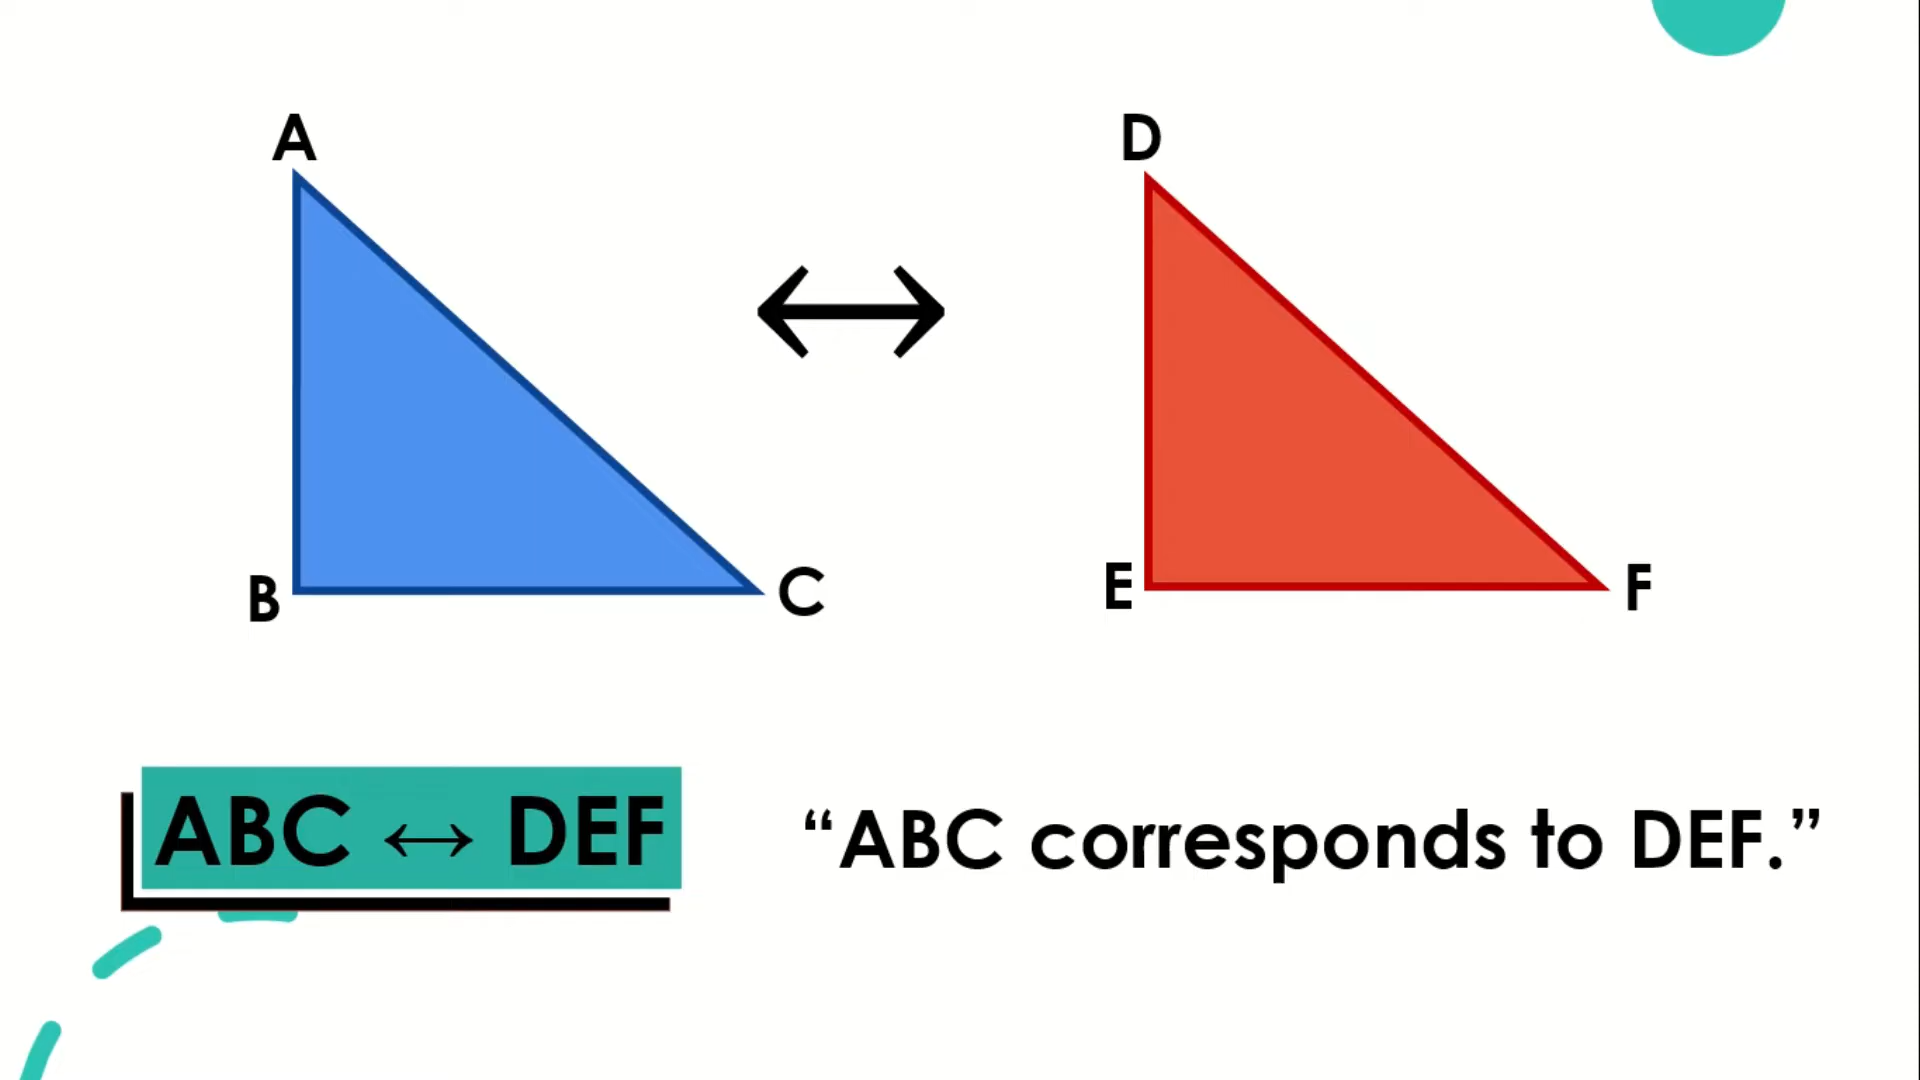 A
D
B
C
E
F
ABC ↔ DEF
“ABC corresponds to DEF.”